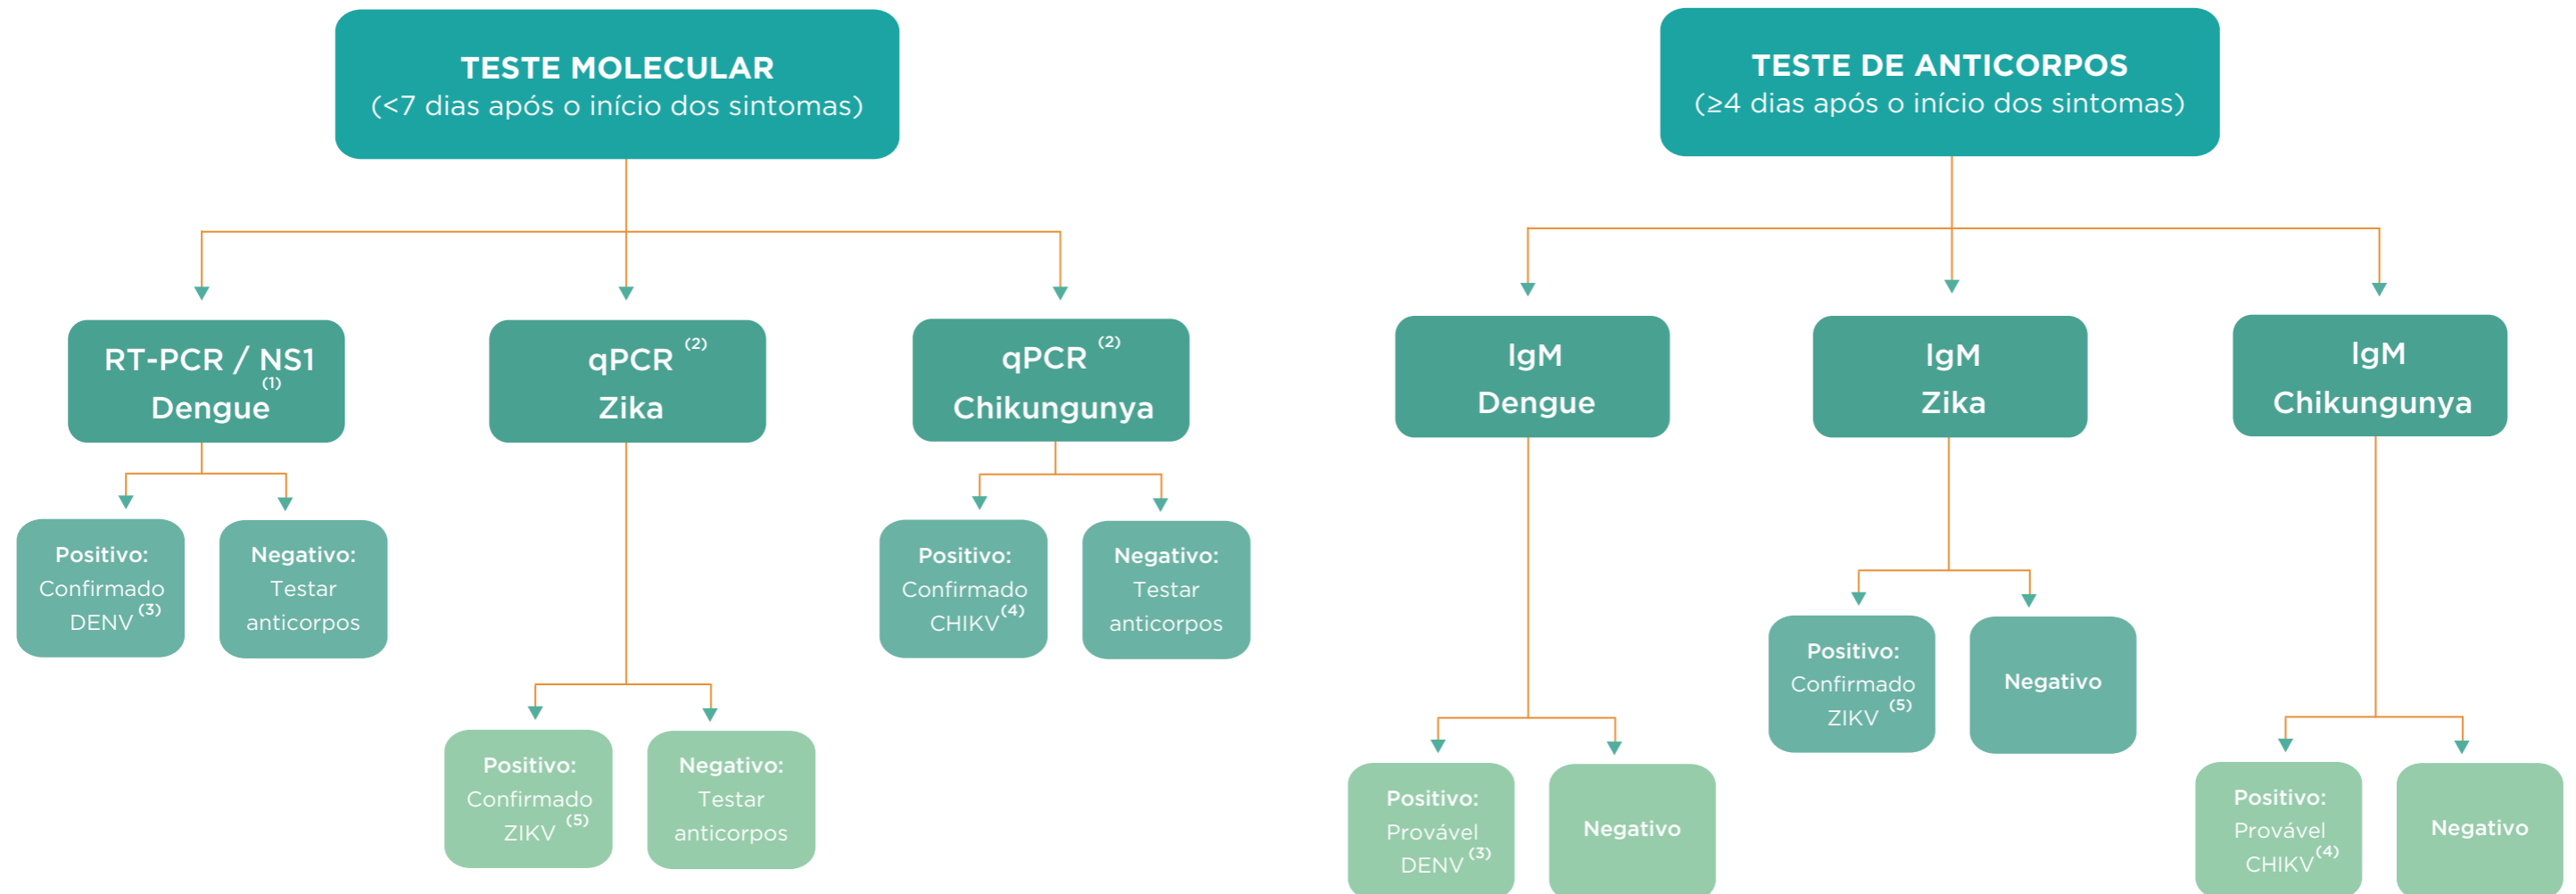 TESTE MOLECULAR
(<7 dias após o início dos sintomas)
RT-PCR / NS1
(1)
Dengue
Positivo:
Confirmado
DENV (3)
Negativo:
Testar
anticorpos
qPCR (2)
Zika
Positivo:
Confirmado
ZIKV (5)
Negativo:
Testar
anticorpos
qPCR (2)
Chikungunya
Positivo:
Confirmado
CHIKV (4)
Negativo:
Testar
anticorpos
TESTE DE ANTICORPOS
(≥4 dias após o início dos sintomas)
IgM
Dengue
Positivo:
Provável
DENV (3)
Negativo
IgM
Zika
Positivo:
Confirmado
ZIKV (5)
Negativo
IgM
Chikungunya
Positivo:
Provável
CHIKV (4)
Negativo